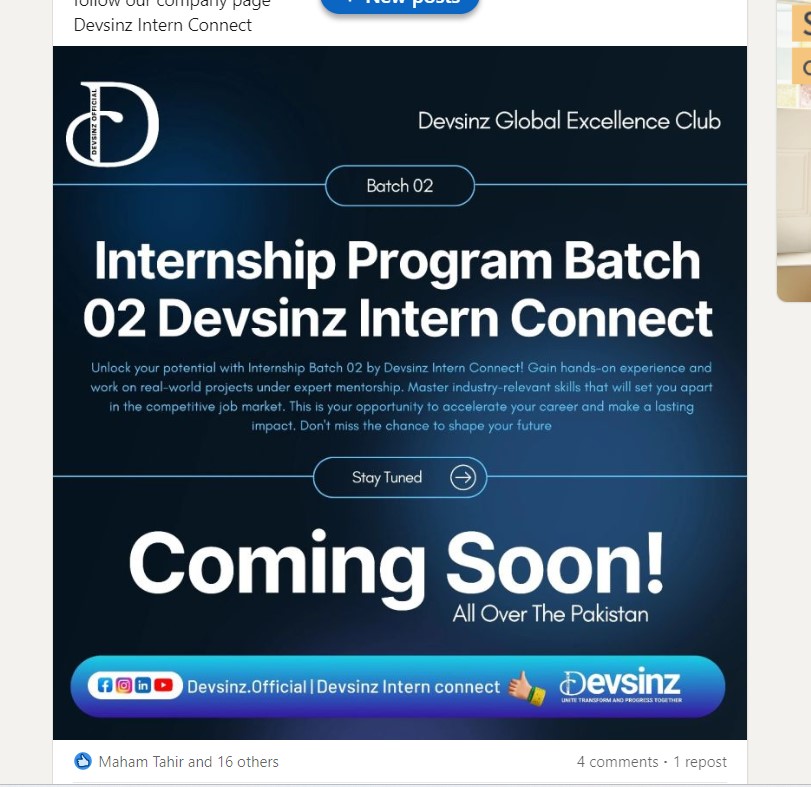 follow our company page
New posts
Devsinz Intern Connect
DEVSINZ OFFICIAL
Devsinz Global Excellence Club
Batch 02
Internship Program Batch
02 Devsinz Intern Connect
Unlock your potential with Internship Batch 02 by Devsinz Intern Connect! Gain hands-on experience and
work on real-world projects under expert mentorship. Master industry-relevant skills that will set you apart
in the competitive job market. This is your opportunity to accelerate your career and make a lasting
impact. Don't miss the chance to shape your future
Stay Tuned
Coming Soon!
All Over The Pakistan
Devsinz.Official | Devsinz Intern connect
Devsinz
UNITE TRANSFORM AND PROGRESS TOGETHER
Maham Tahir and 16 others
4 comments • 1 repost